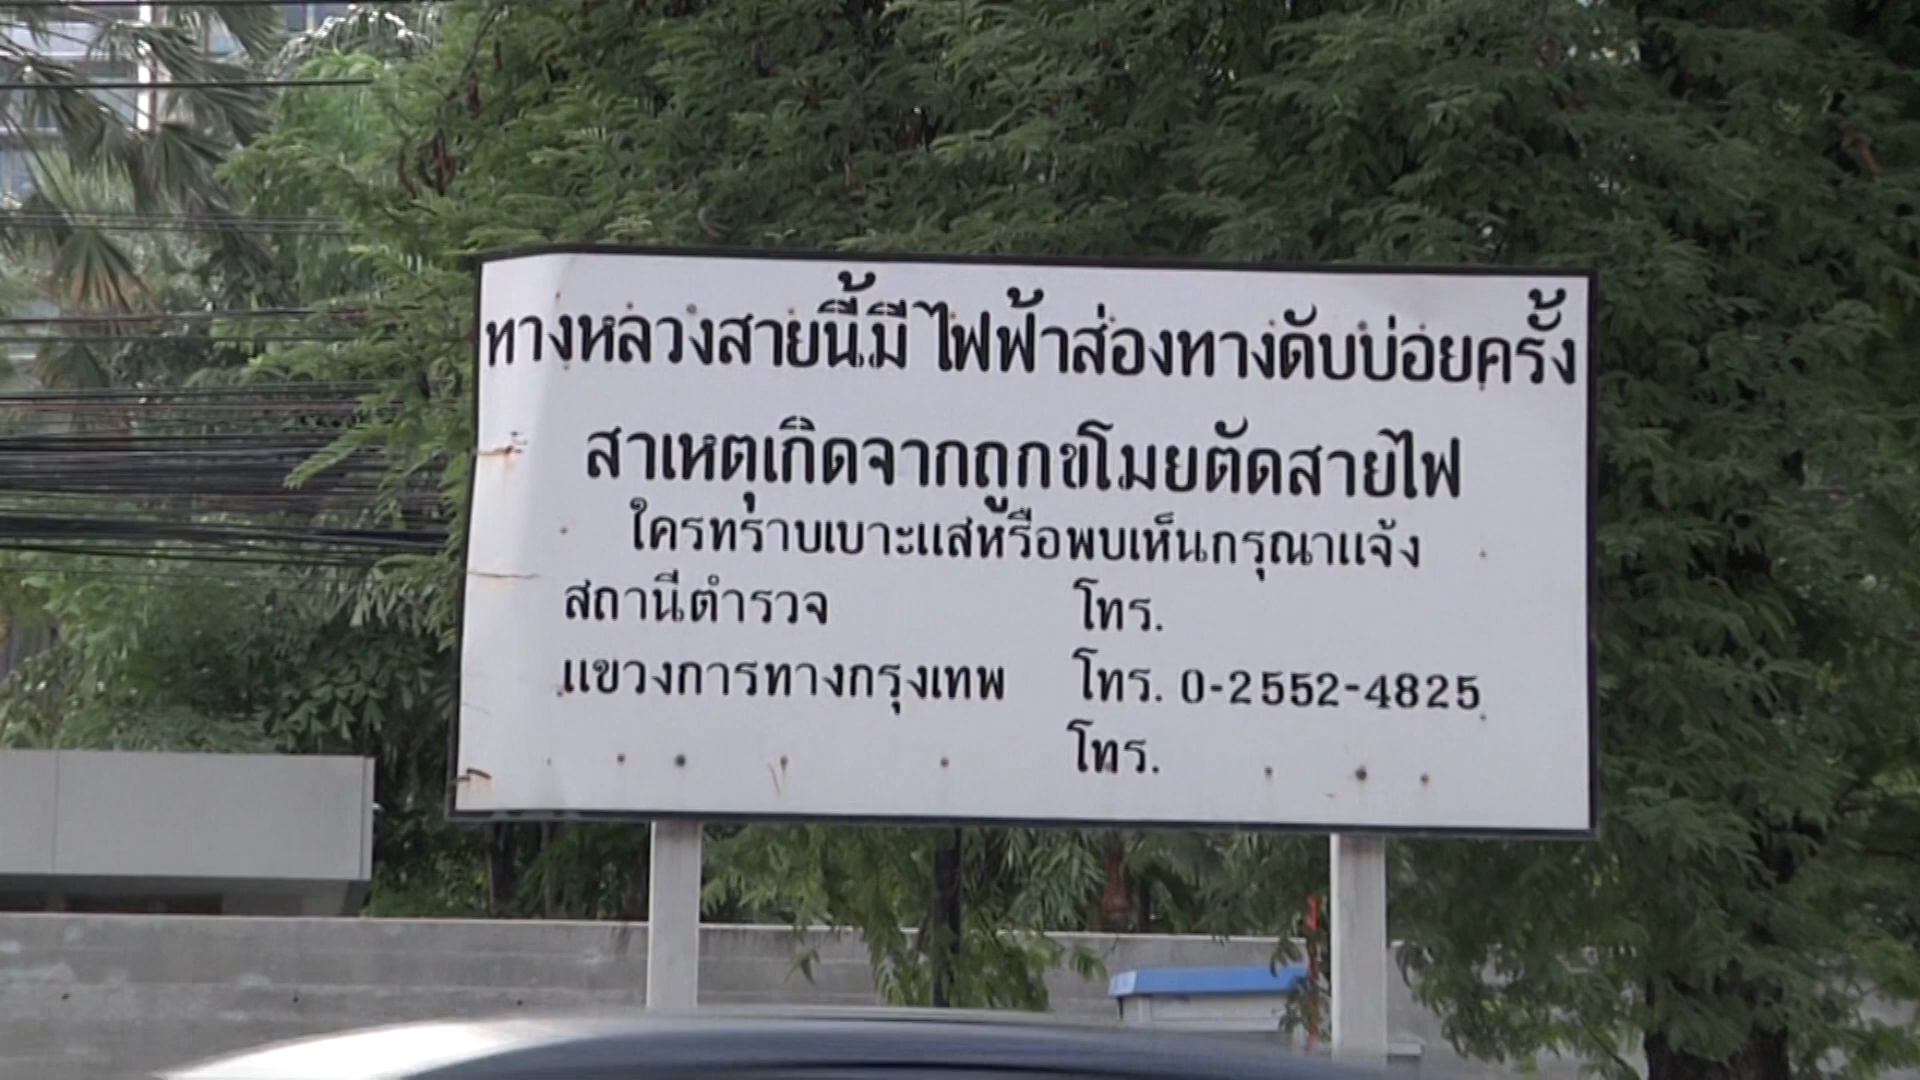 ทางหลวงสายนี้มีไฟฟ้าส่องทางดับบ่อยครั้ง
สาเหตุเกิดจากถูกขโมยตัดสายไฟ
ใครทราบเบาะแสหรือพบเห็นกรุณาแจ้ง
สถานีตำรวจ โทร.
แขวงการทางกรุงเทพ โทร. 0-2552-4825
โทร.